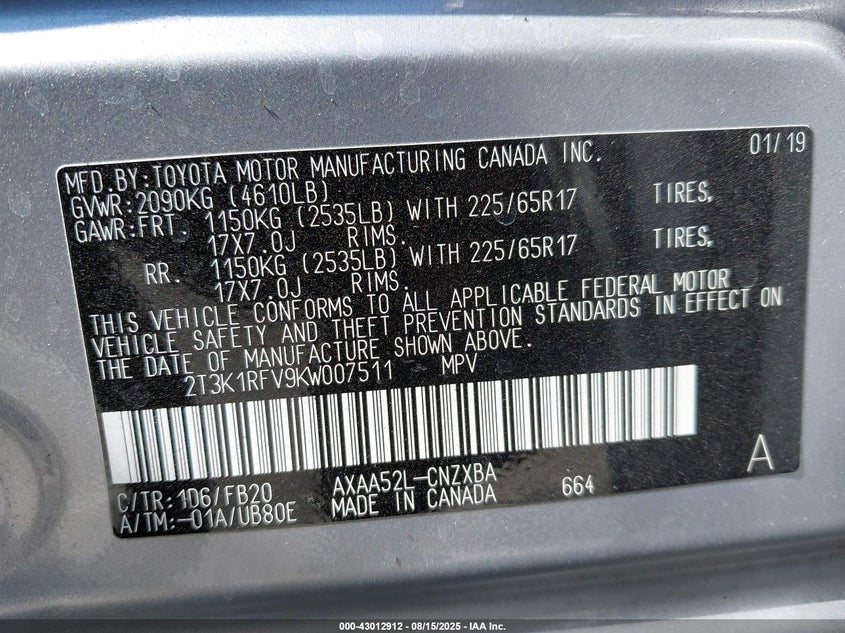 01/19
MFD.BY:TOYOTA MOTOR MANUFACTURING CANADA INC.
GVWR:2090KG (4610LB)
GAWR:FRT. 1150KG (2535LB) WITH 225/65R17 TIRES,
17X7.0J RIMS.
RR. 1150KG (2535LB) WITH 225/65R17 TIRES,
17X7.0J RIMS.
THIS VEHICLE CONFORMS TO ALL APPLICABLE FEDERAL MOTOR
VEHICLE SAFETY AND THEFT PREVENTION STANDARDS IN EFFECT ON
THE DATE OF MANUFACTURE SHOWN ABOVE.
2T3K1RFV9KW007511 MPV
C/TR:1D6/FB20 AXAA52L-CNZXBA A
A/TM:-01A/UB80E MADE IN CANADA 664
000-43012912 - 08/15/2025 - IAA Inc.